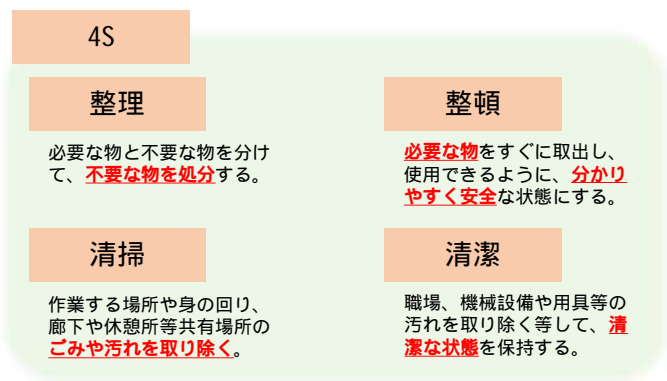 4S
整理
必要な物と不要な物を分け
て、不要な物を処分する。
整頓
必要な物をすぐに取出し、
使用できるように、分かり
やすく安全な状態にする。
清掃
作業する場所や身の回り、
廊下や休憩所等共有場所の
ごみや汚れを取り除く。
清潔
職場、機械設備や用具等の
汚れを取り除く等して、清
潔な状態を保持する。